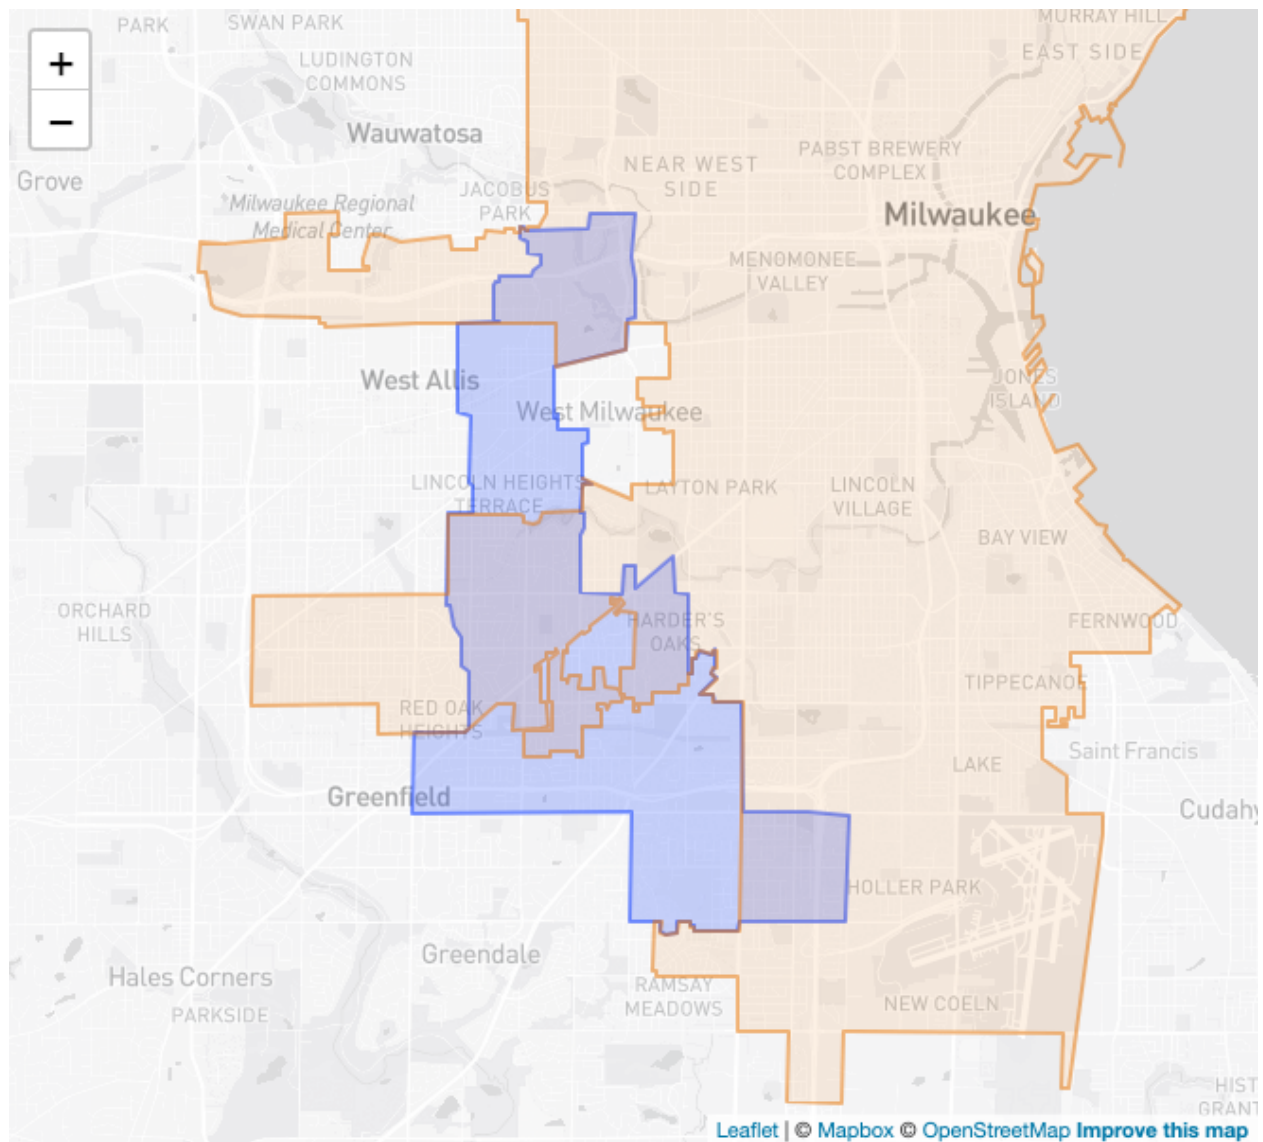 PARK
SWAN PARK
MURRAY HILL
EAST SIDE
+
−
LUDINGTON
COMMONS
Wauwatosa
PABST BREWERY
COMPLEX
NEAR WEST
SIDE
Grove
JACOBUS
PARK
*Milwaukee Regional
Medical Center
Milwaukee
MENOMONEE
VALLEY
West Allis
JONES
ISLAND
West Milwaukee
LINCOLN HEIGHTS
TERRACE
LAYTON PARK
LINCOLN
VILLAGE
BAY VIEW
ORCHARD
HILLS
HARDER'S
OAKS
FERNWOOD
TIPPECANOE
RED OAK
HEIGHTS
Saint Francis
LAKE
Greenfield
Cudahy
HOLLER PARK
Greendale
Hales Corners
PARKSIDE
RAMSAY
MEADOWS
NEW COELN
HIST
GRANT
Leaflet | © Mapbox © OpenStreetMap Improve this map